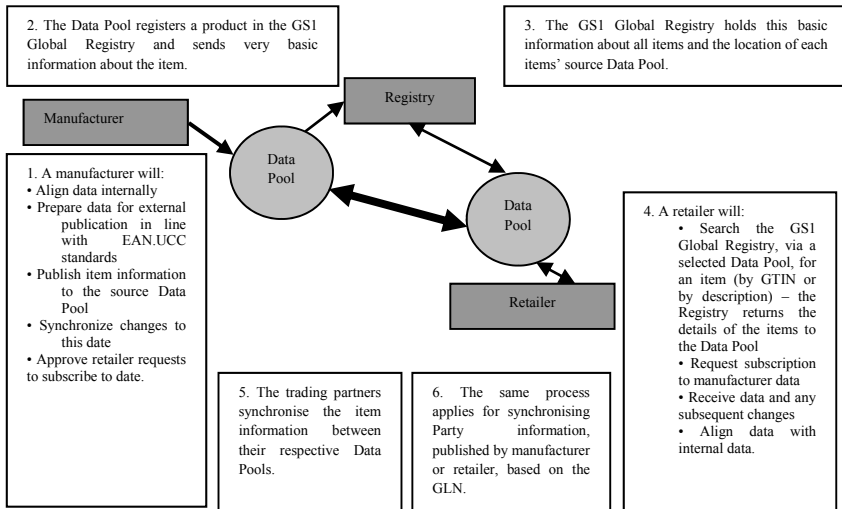 2. The Data Pool registers a product in the GS1
Global Registry and sends very basic
information about the item.
3. The GS1 Global Registry holds this basic
information about all items and the location of each
items' source Data Pool.
Registry
Manufacturer
Data
Pool
1. A manufacturer will:
• Align data internally
• Prepare data for external
publication in line
with EAN.UCC
standards
• Publish item information
to the source Data
Pool
• Synchronize changes to
this date
• Approve retailer requests
to subscribe to date.
Data
Pool
Retailer
4. A retailer will:
• Search the GS1
Global Registry, via a
selected Data Pool, for
an item (by GTIN or
by description) – the
Registry returns the
details of the items to
the Data Pool
• Request subscription
to manufacturer data
• Receive data and any
subsequent changes
• Align data with
internal data.
5. The trading partners
synchronise the item
information between
their respective Data
Pools.
6. The same process
applies for synchronising
Party information,
published by manufacturer
or retailer, based on the
GLN.